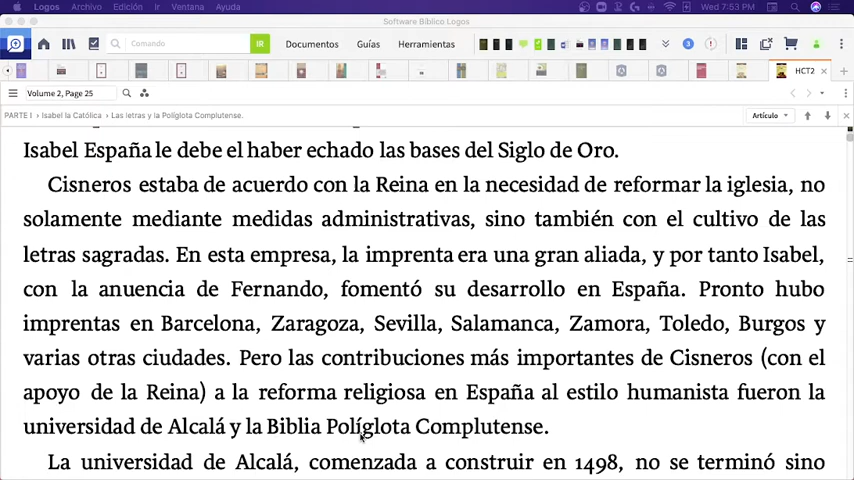 Logos Archivo Ir Ventana Ayuda Wed 7:53 PM
Software Bíblico Logos
Comando IR Documentos Guías Herramientas 3
HCT2
Volume 2, Page 25
PARTE I › Isabel la Católica › Las letras y la Políglota Complutense. Artículo
Isabel España le debe el haber echado las bases del Siglo de Oro.
Cisneros estaba de acuerdo con la Reina en la necesidad de reformar la iglesia, no
solamente mediante medidas administrativas, sino también con el cultivo de las
letras sagradas. En esta empresa, la imprenta era una gran aliada, y por tanto Isabel,
con la anuencia de Fernando, fomentó su desarrollo en España. Pronto hubo
imprentas en Barcelona, Zaragoza, Sevilla, Salamanca, Zamora, Toledo, Burgos y
varias otras ciudades. Pero las contribuciones más importantes de Cisneros (con el
apoyo de la Reina) a la reforma religiosa en España al estilo humanista fueron la
universidad de Alcalá y la Biblia Políglota Complutense.
La universidad de Alcalá, comenzada a construir en 1498, no se terminó sino